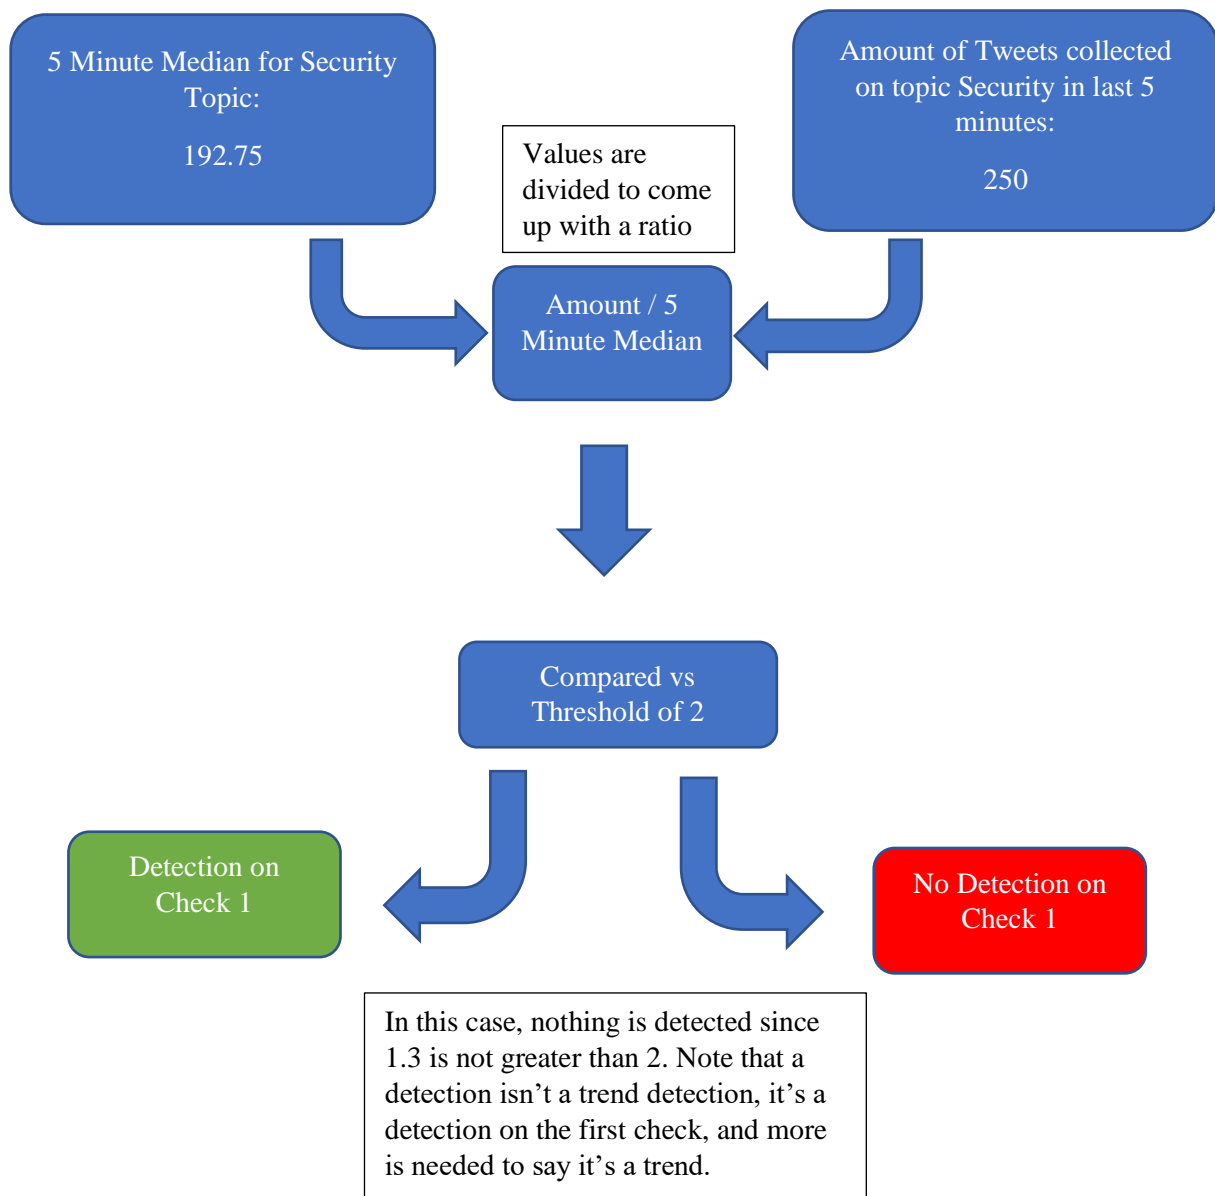 5 Minute Median for Security
Topic:
192.75
Amount of Tweets collected
on topic Security in last 5
minutes:
250
Values are
divided to come
up with a ratio
Amount / 5
Minute Median
Compared vs
Threshold of 2
Detection on
Check 1
No Detection on
Check 1
In this case, nothing is detected since
1.3 is not greater than 2. Note that a
detection isn’t a trend detection, it’s a
detection on the first check, and more
is needed to say it’s a trend.